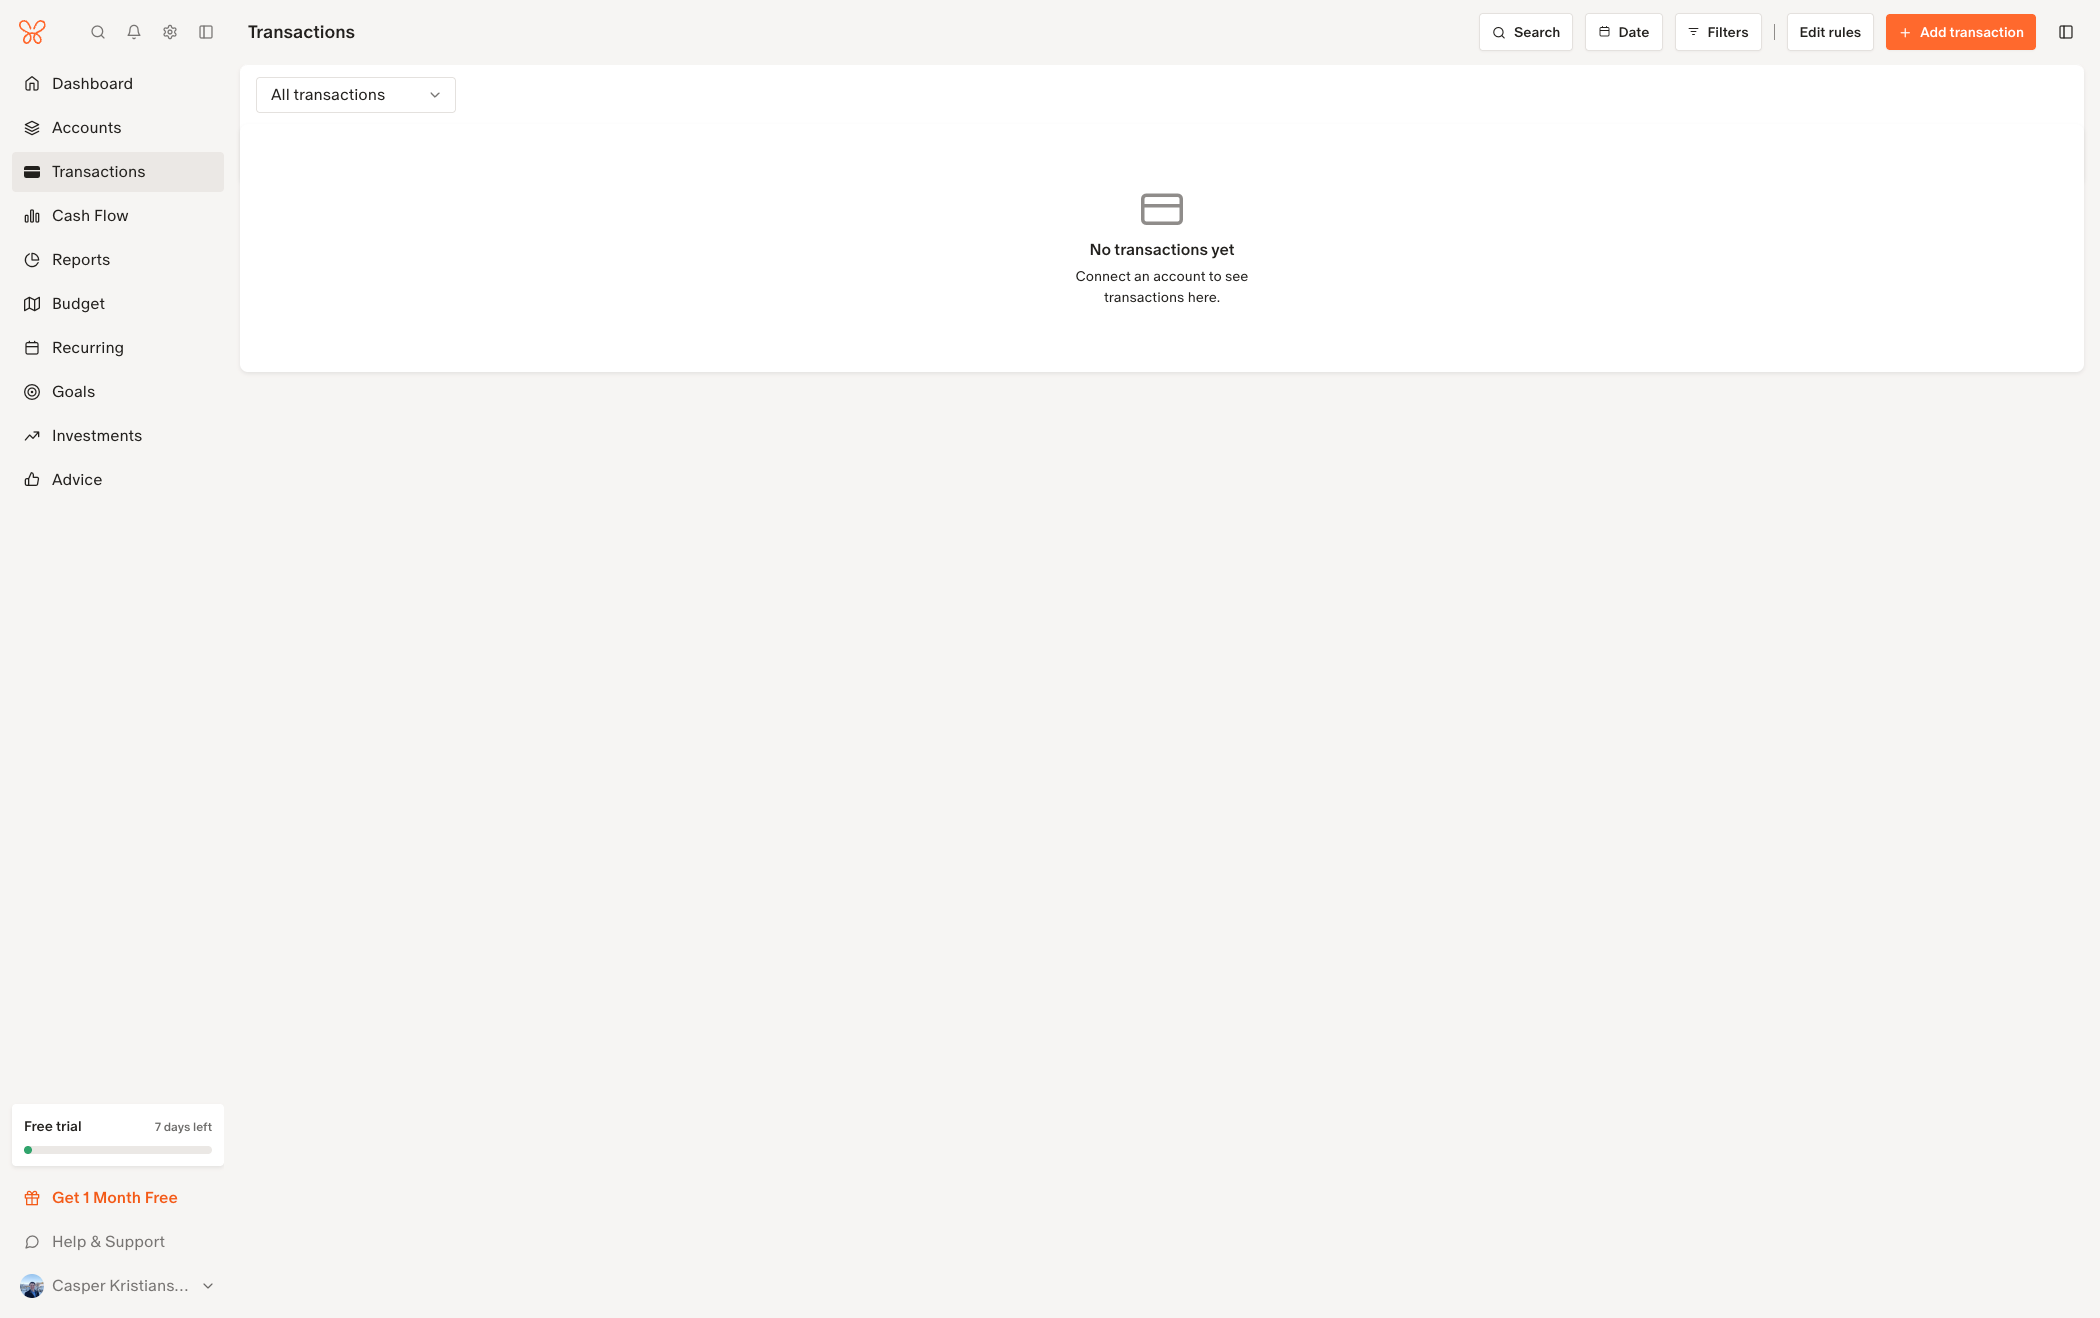 Transactions
Search
Date
Filters
Edit rules
Add transaction
Dashboard
Accounts
Transactions
Cash Flow
Reports
Budget
Recurring
Goals
Investments
Advice
All transactions
No transactions yet
Connect an account to see
transactions here.
Free trial
7 days left
Get 1 Month Free
Help & Support
Casper Kristians...